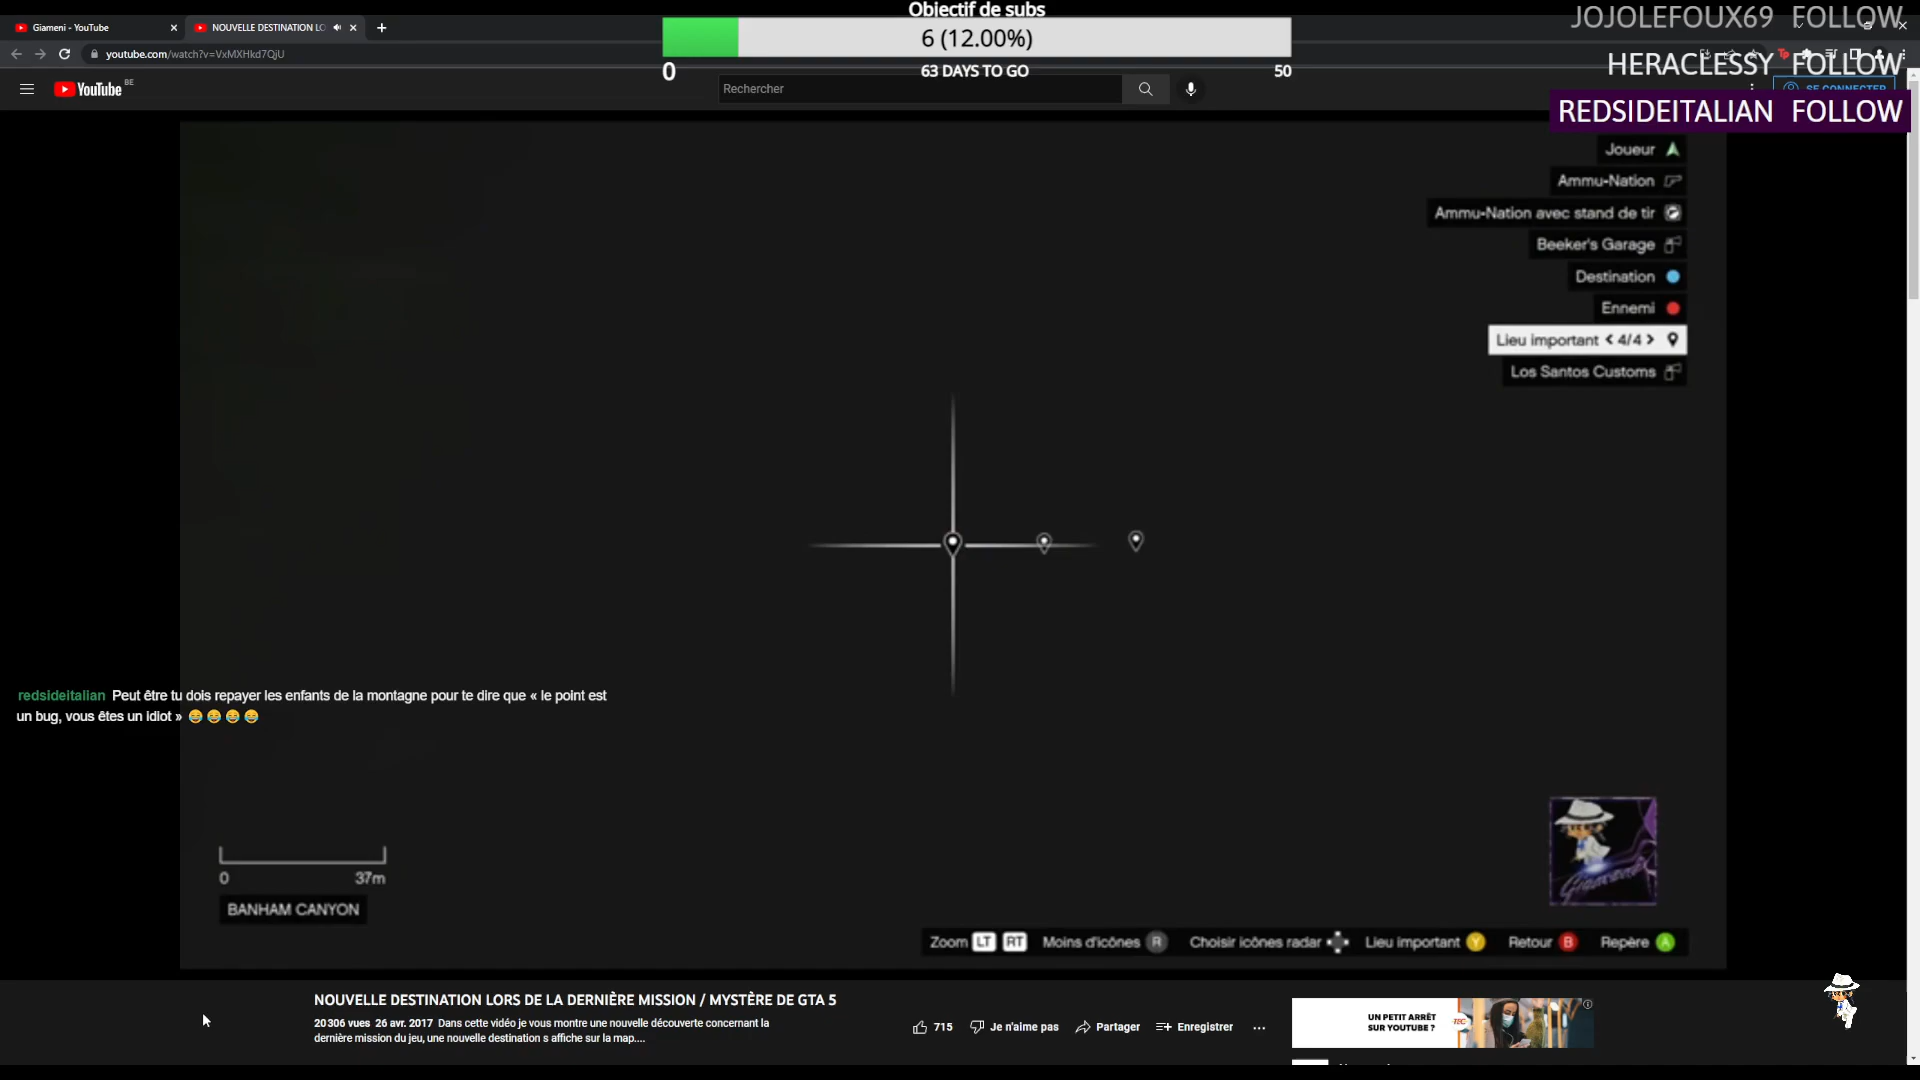 Giameni - YouTube
NOUVELLE DESTINATION LO
youtube.com/watch?v=VxMXHkd7QjU
Objectif de subs
6 (12.00%)
0
63 DAYS TO GO
50
JOJOLEFOUX69 FOLLOW
HERACLESSY FOLLOW
REDSIDEITALIAN FOLLOW
YouTube BE
Rechercher
SE CONNECTER
Joueur
Ammu-Nation
Ammu-Nation avec stand de tir
Beeker's Garage
Destination
Ennemi
Lieu important < 4/4 >
Los Santos Customs
redsideitalian Peut être tu dois repayer les enfants de la montagne pour te dire que « le point est
un bug, vous êtes un idiot » 😂 😂 😂 😂
0 37m
BANHAM CANYON
Giameni
Zoom LT RT Moins d'icônes R Choisir icônes radar Lieu important Y Retour B Repère A
NOUVELLE DESTINATION LORS DE LA DERNIÈRE MISSION / MYSTÈRE DE GTA 5
20 306 vues 26 avr. 2017 Dans cette vidéo je vous montre une nouvelle découverte concernant la
dernière mission du jeu, une nouvelle destination s affiche sur la map....
715 Je n'aime pas Partager Enregistrer ...
UN PETIT ARRÊT
SUR YOUTUBE ?
TEC